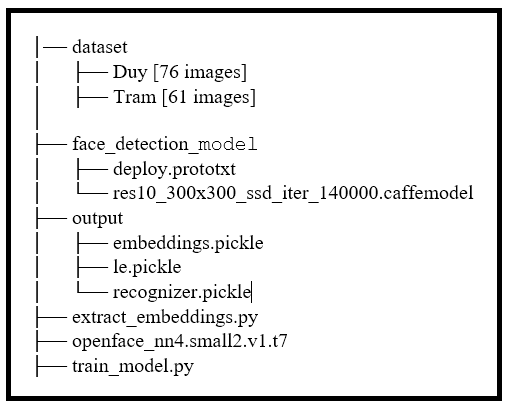 ├── dataset
│   ├── Duy [76 images]
│   ├── Tram [61 images]
│
├── face_detection_model
│   ├── deploy.prototxt
│   └── res10_300x300_ssd_iter_140000.caffemodel
├── output
│   ├── embeddings.pickle
│   ├── le.pickle
│   └── recognizer.pickle
├── extract_embeddings.py
├── openface_nn4.small2.v1.t7
├── train_model.py